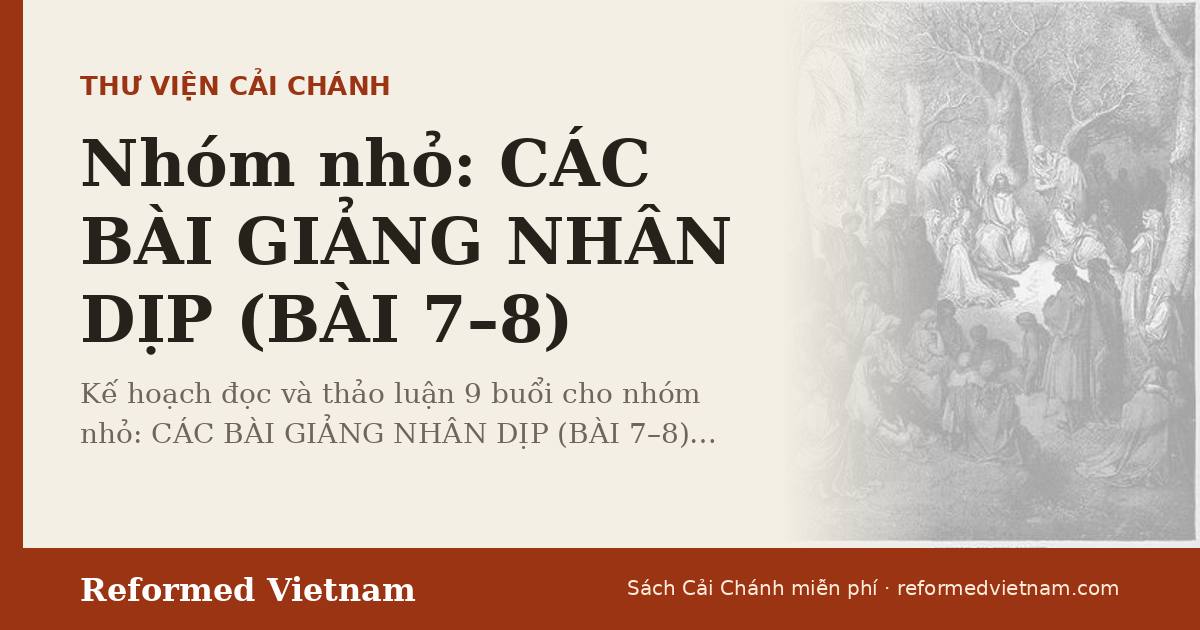 THƯ VIỆN CẢI CHÁNH
Nhóm nhỏ: CÁC
BÀI GIẢNG NHÂN
DỊP (BÀI 7–8)
Kế hoạch đọc và thảo luận 9 buổi cho nhóm
nhỏ: CÁC BÀI GIẢNG NHÂN DỊP (BÀI 7–8)…
Reformed Vietnam
Sách Cải Chánh miễn phí · reformedvietnam.com